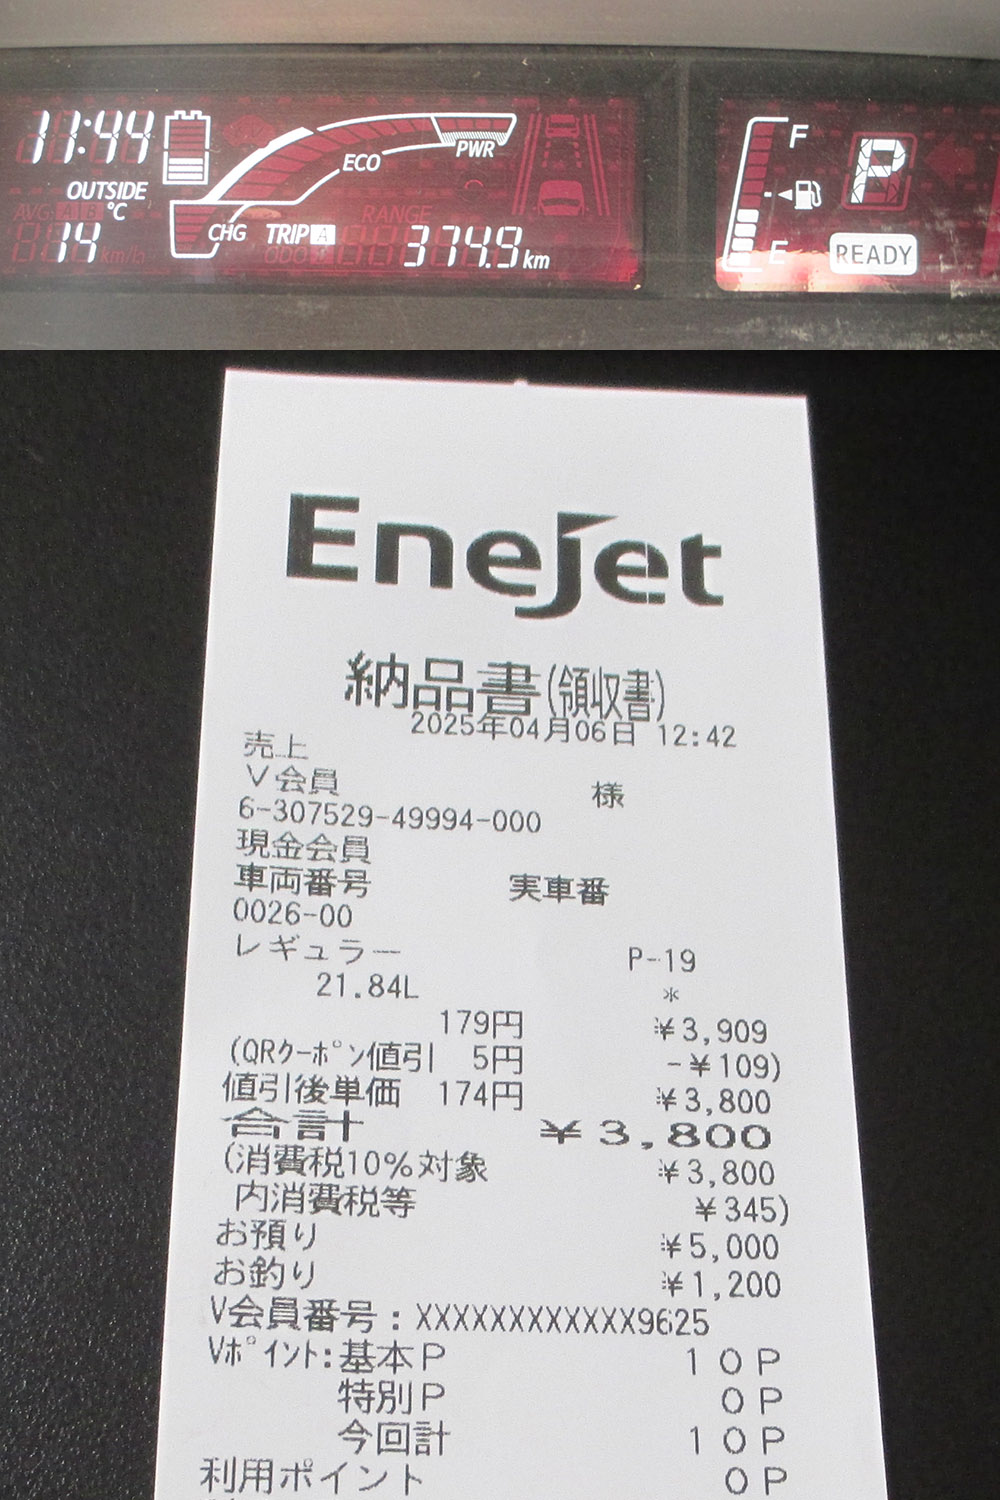 11:44
OUTSIDE
°C
14
CHG
ECO
PWR
AVG A B
km/h
RANGE
TRIP A
ODO
374.9 km
F
E
P
READY
Enejet
納品書(領収書)
2025年04月06日 12:42
売上
V会員 様
6-307529-49994-000
現金会員
車両番号 実車番
0026-00
レギュラー P-19
21.84L ※
179円 ¥3,909
(QRクーポン値引 5円 -¥109)
値引後単価 174円 ¥3,800
合計 ¥3,800
(消費税10%対象 ¥3,800
内消費税等 ¥345)
お預り ¥5,000
お釣り ¥1,200
V会員番号:XXXXXXXXXXXX9625
Vポイント:基本P 10P
特別P 0P
今回計 10P
利用ポイント 0P